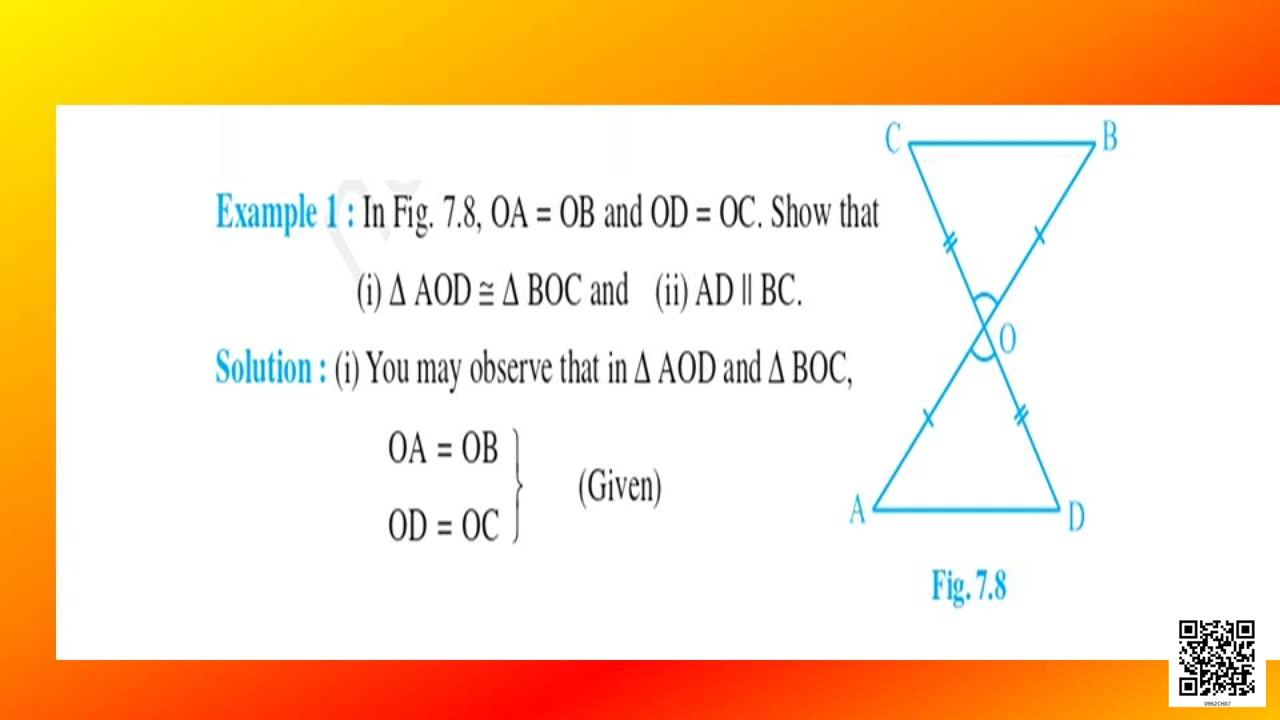 Example 1 : In Fig. 7.8, OA = OB and OD = OC. Show that
(i) Δ AOD ≅ Δ BOC and (ii) AD || BC.
Solution : (i) You may observe that in Δ AOD and Δ BOC,
OA = OB
OD = OC
(Given)
C
B
O
A
D
Fig. 7.8
0962CH07